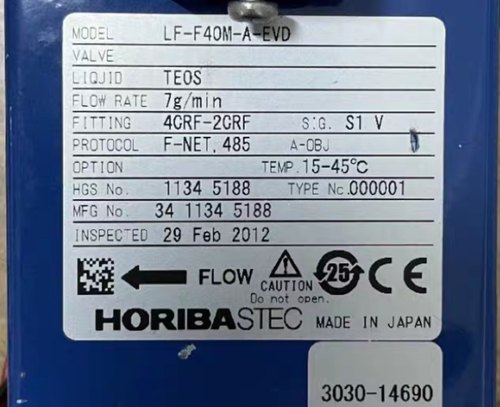 MODEL LF-F40M-A-EVD
VALVE
LIQUID TEOS
FLOW RATE 7g/min
FITTING 4CRF-2CRF SIG. S1 V
PROTOCOL F-NET, 485 A-OBJ
OPTION TEMP. 15-45℃
HGS No. 1134 5188 TYPE No. 000001
MFG No. 34 1134 5188
INSPECTED 29 Feb 2012
FLOW CAUTION 25 CE
Do not open.
HORIBASTEC MADE IN JAPAN
3030-14690